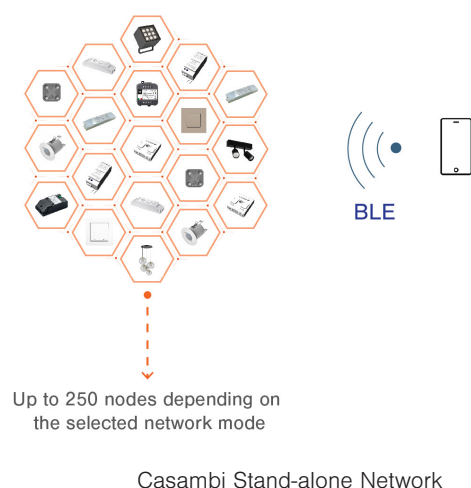 BLE
Up to 250 nodes depending on
the selected network mode
Casambi Stand-alone Network